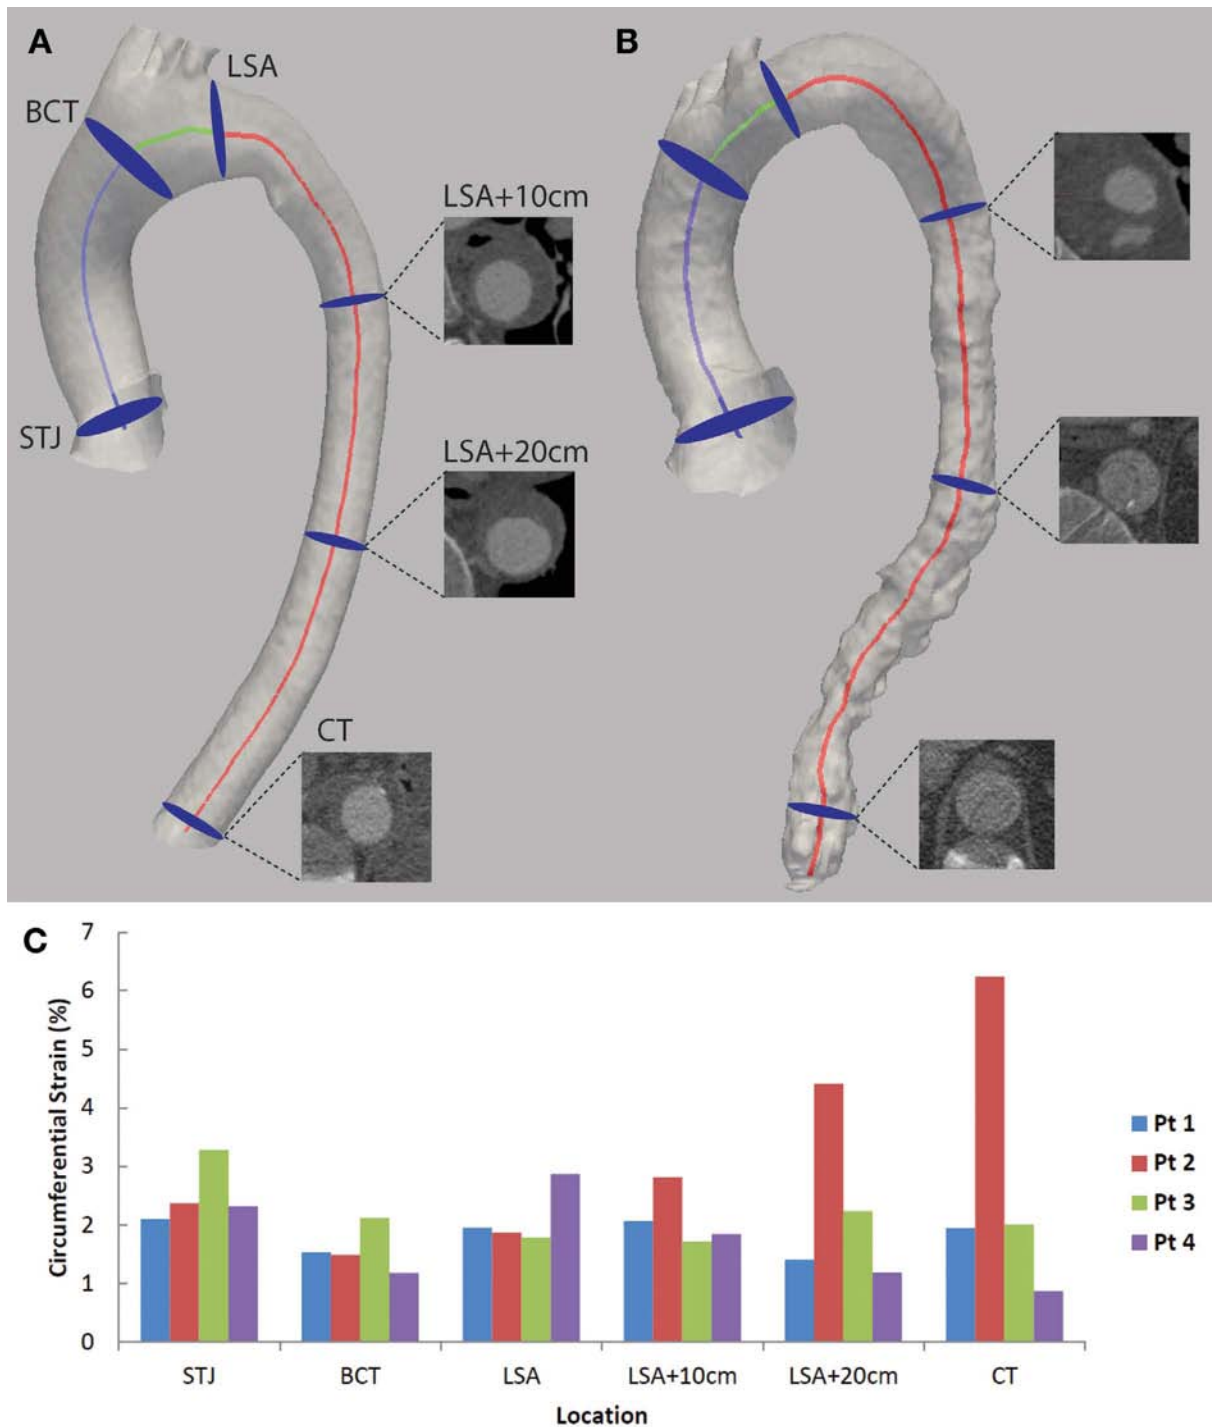 A
B
LSA
BCT
LSA+10cm
STJ
LSA+20cm
CT
C
Circumferential Strain (%)
7
6
5
4
3
2
1
0
STJ
BCT
LSA
LSA+10cm
LSA+20cm
CT
Location
Pt 1
Pt 2
Pt 3
Pt 4